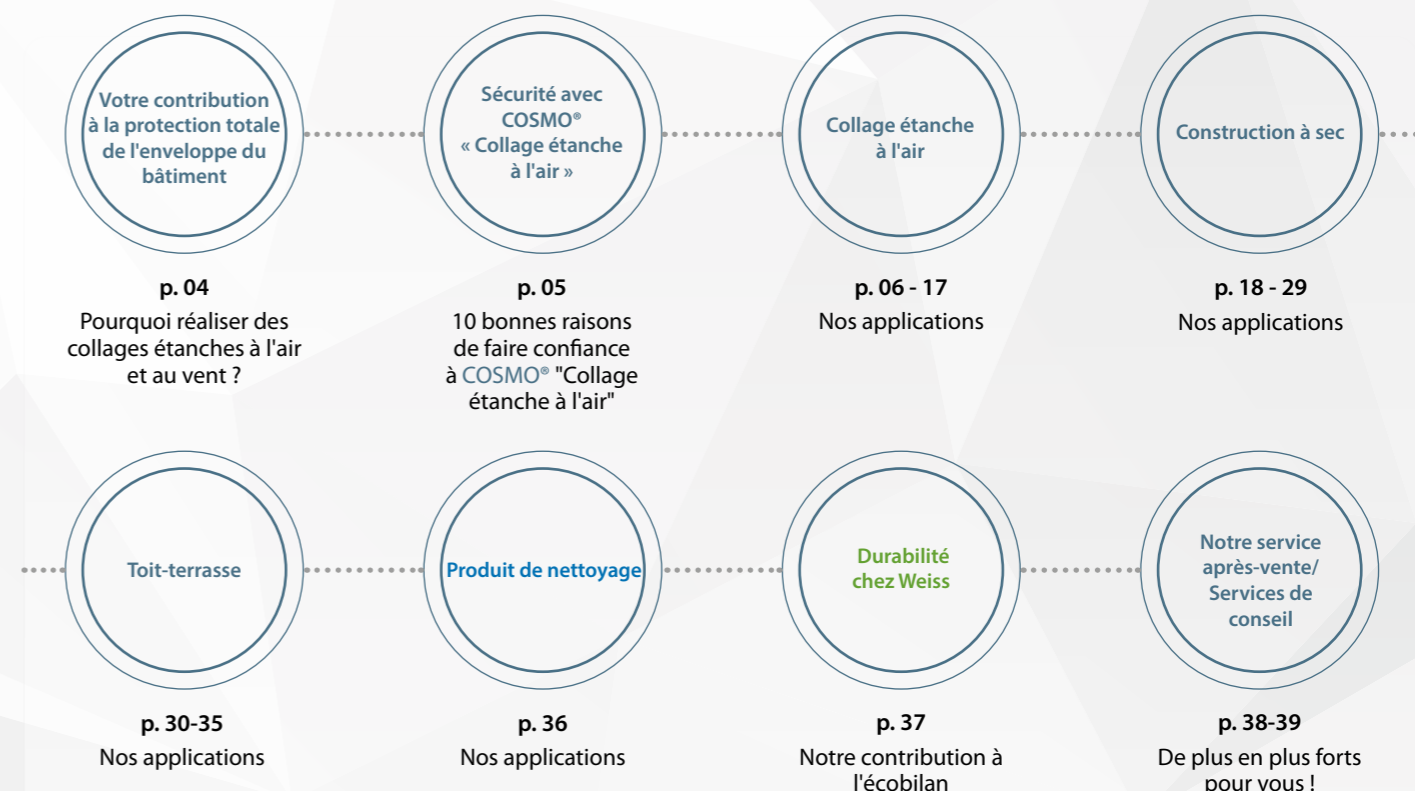 Votre contribution
à la protection totale
de l'enveloppe du
bâtiment
p. 04
Pourquoi réaliser des
collages étanches à l'air
et au vent ?
Sécurité avec
COSMO®
« Collage étanche
à l'air »
p. 05
10 bonnes raisons
de faire confiance
à COSMO® "Collage
étanche à l'air"
Collage étanche
à l'air
p. 06 - 17
Nos applications
Construction à sec
p. 18 - 29
Nos applications
Toit-terrasse
p. 30-35
Nos applications
Produit de nettoyage
p. 36
Nos applications
Durabilité
chez Weiss
p. 37
Notre contribution à
l'écobilan
Notre service
après-vente/
Services de
conseil
p. 38-39
De plus en plus forts
pour vous !